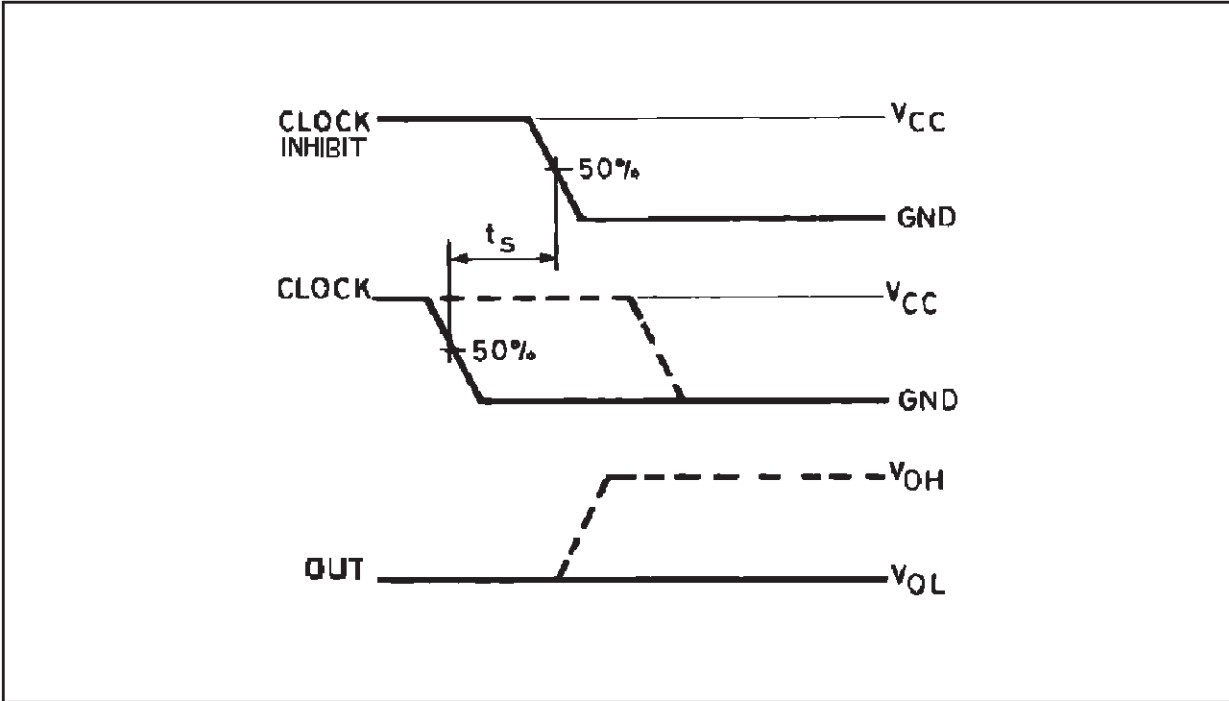 CLOCK
INHIBIT
VCC
50%
GND
ts
CLOCK
VCC
50%
GND
VOH
OUT
VOL